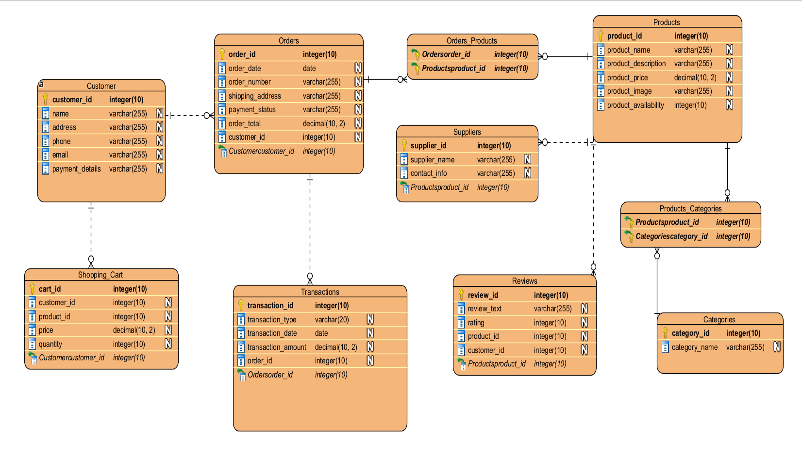 Customer
customer_id integer(10)
name varchar(255) N
address varchar(255) N
phone varchar(255) N
email varchar(255) N
payment_details varchar(255) N
Orders
order_id integer(10)
order_date date N
order_number varchar(255) N
shipping_address varchar(255) N
payment_status varchar(255) N
order_total decimal(10, 2) N
customer_id integer(10) N
Customercustomer_id integer(10)
Orders_Products
Ordersorder_id integer(10)
Productsproduct_id integer(10)
Products
product_id integer(10)
product_name varchar(255) N
product_description varchar(255) N
product_price decimal(10, 2) N
product_image varchar(255) N
product_availability integer(10) N
Suppliers
supplier_id integer(10)
supplier_name varchar(255) N
contact_info varchar(255) N
Productsproduct_id integer(10)
Products_Categories
Productsproduct_id integer(10)
Categoriescategory_id integer(10)
Shopping_Cart
cart_id integer(10)
customer_id integer(10) N
product_id integer(10) N
price decimal(10, 2) N
quantity integer(10) N
Customercustomer_id integer(10)
Transactions
transaction_id integer(10)
transaction_type varchar(20) N
transaction_date date N
transaction_amount decimal(10, 2) N
order_id integer(10) N
Ordersorder_id integer(10)
Reviews
review_id integer(10)
review_text varchar(255) N
rating integer(10) N
product_id integer(10) N
customer_id integer(10) N
Productsproduct_id integer(10)
Categories
category_id integer(10)
category_name varchar(255) N